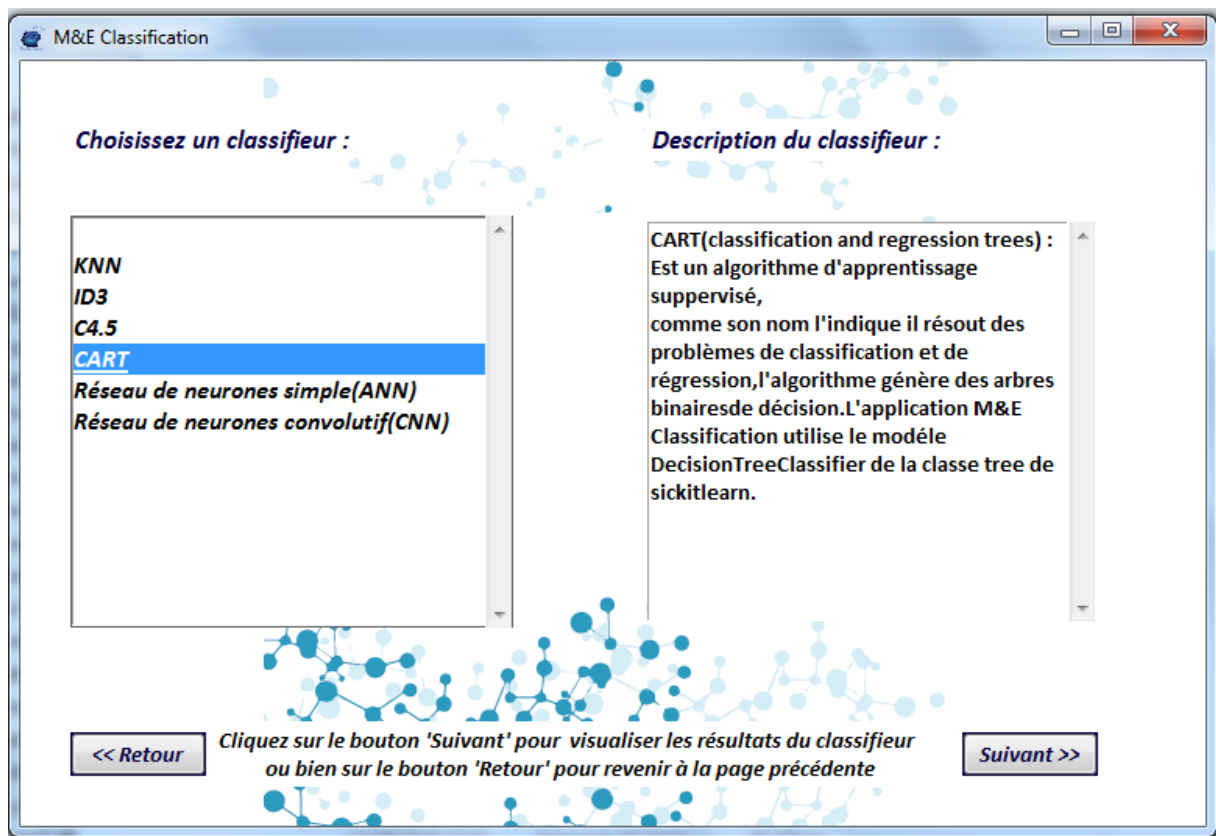 M&E Classification
Choisissez un classifieur :
KNN
ID3
C4.5
CART
Réseau de neurones simple(ANN)
Réseau de neurones convolutif(CNN)
Description du classifieur :
CART(classification and regression trees) :
Est un algorithme d'apprentissage
suppervisé,
comme son nom l'indique il résout des
problèmes de classification et de
régression,l'algorithme génère des arbres
binairesde décision.L'application M&E
Classification utilise le modéle
DecisionTreeClassifier de la classe tree de
sickitlearn.
<< Retour
Cliquez sur le bouton 'Suivant' pour visualiser les résultats du classifieur
ou bien sur le bouton 'Retour' pour revenir à la page précédente
Suivant >>